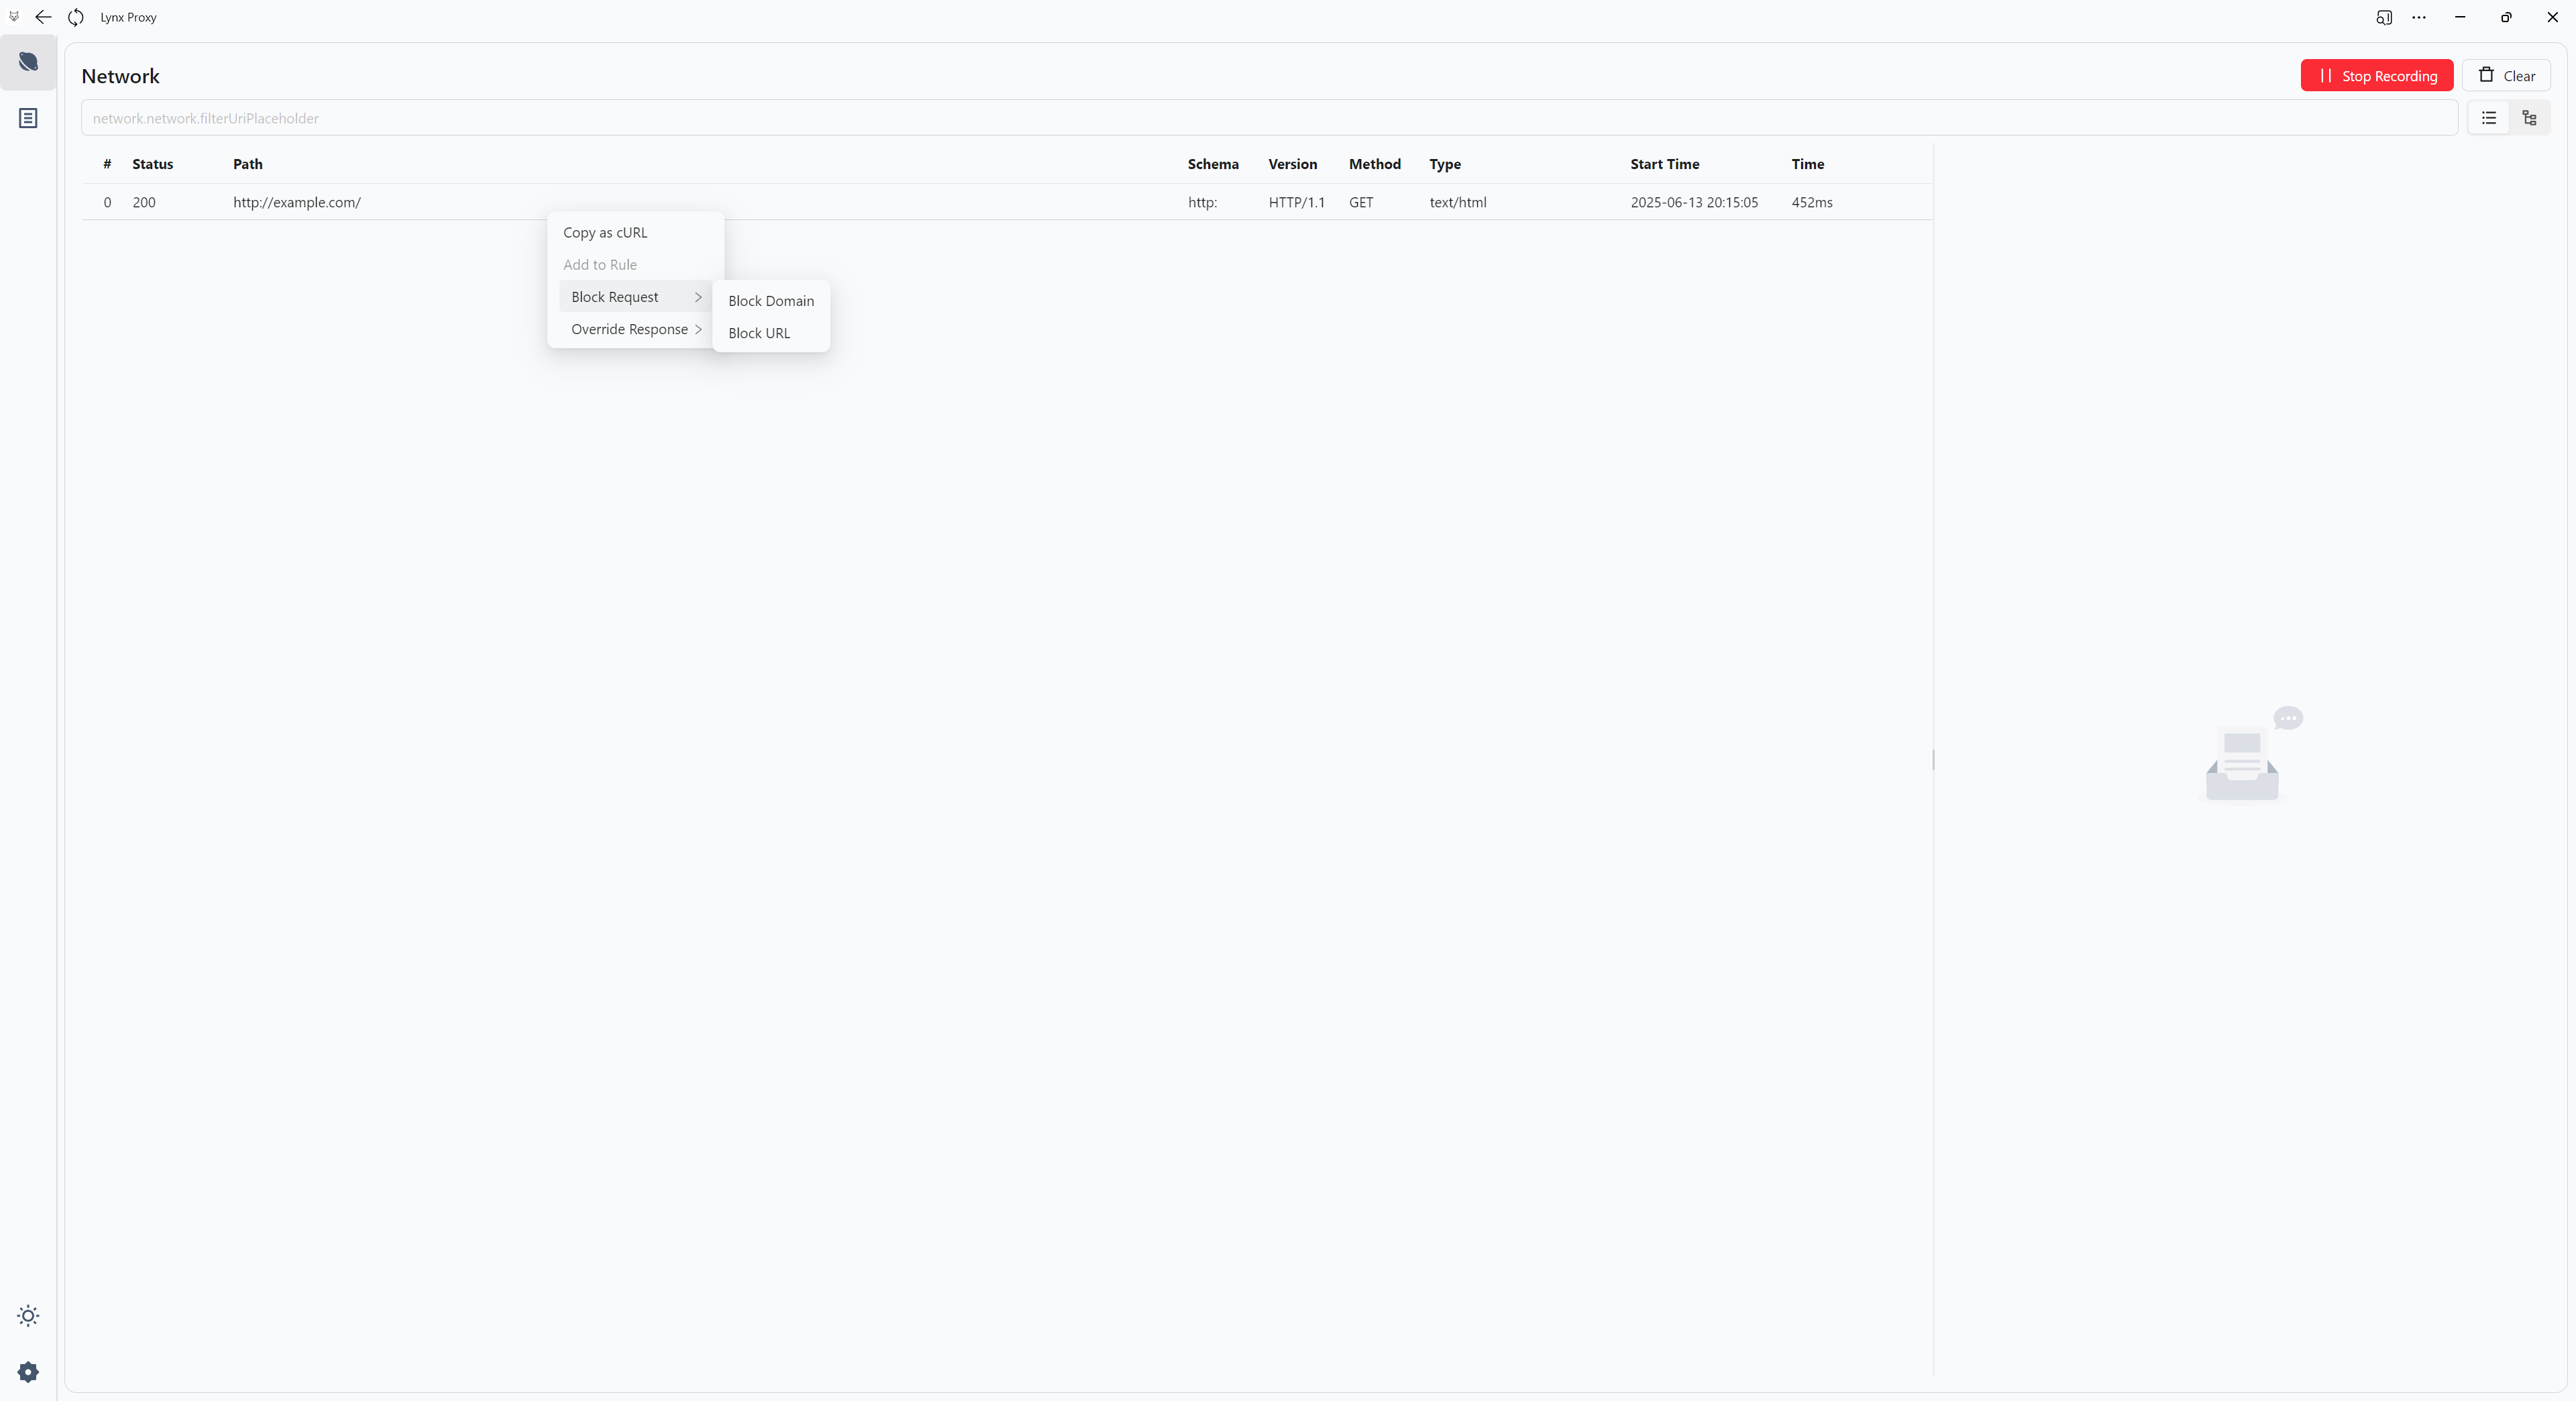 Lynx Proxy
Network
Stop Recording
Clear
network.network.filterUriPlaceholder
# Status Path Schema Version Method Type Start Time Time
0 200 http://example.com/ http: HTTP/1.1 GET text/html 2025-06-13 20:15:05 452ms
Copy as cURL
Add to Rule
Block Request
Override Response
Block Domain
Block URL